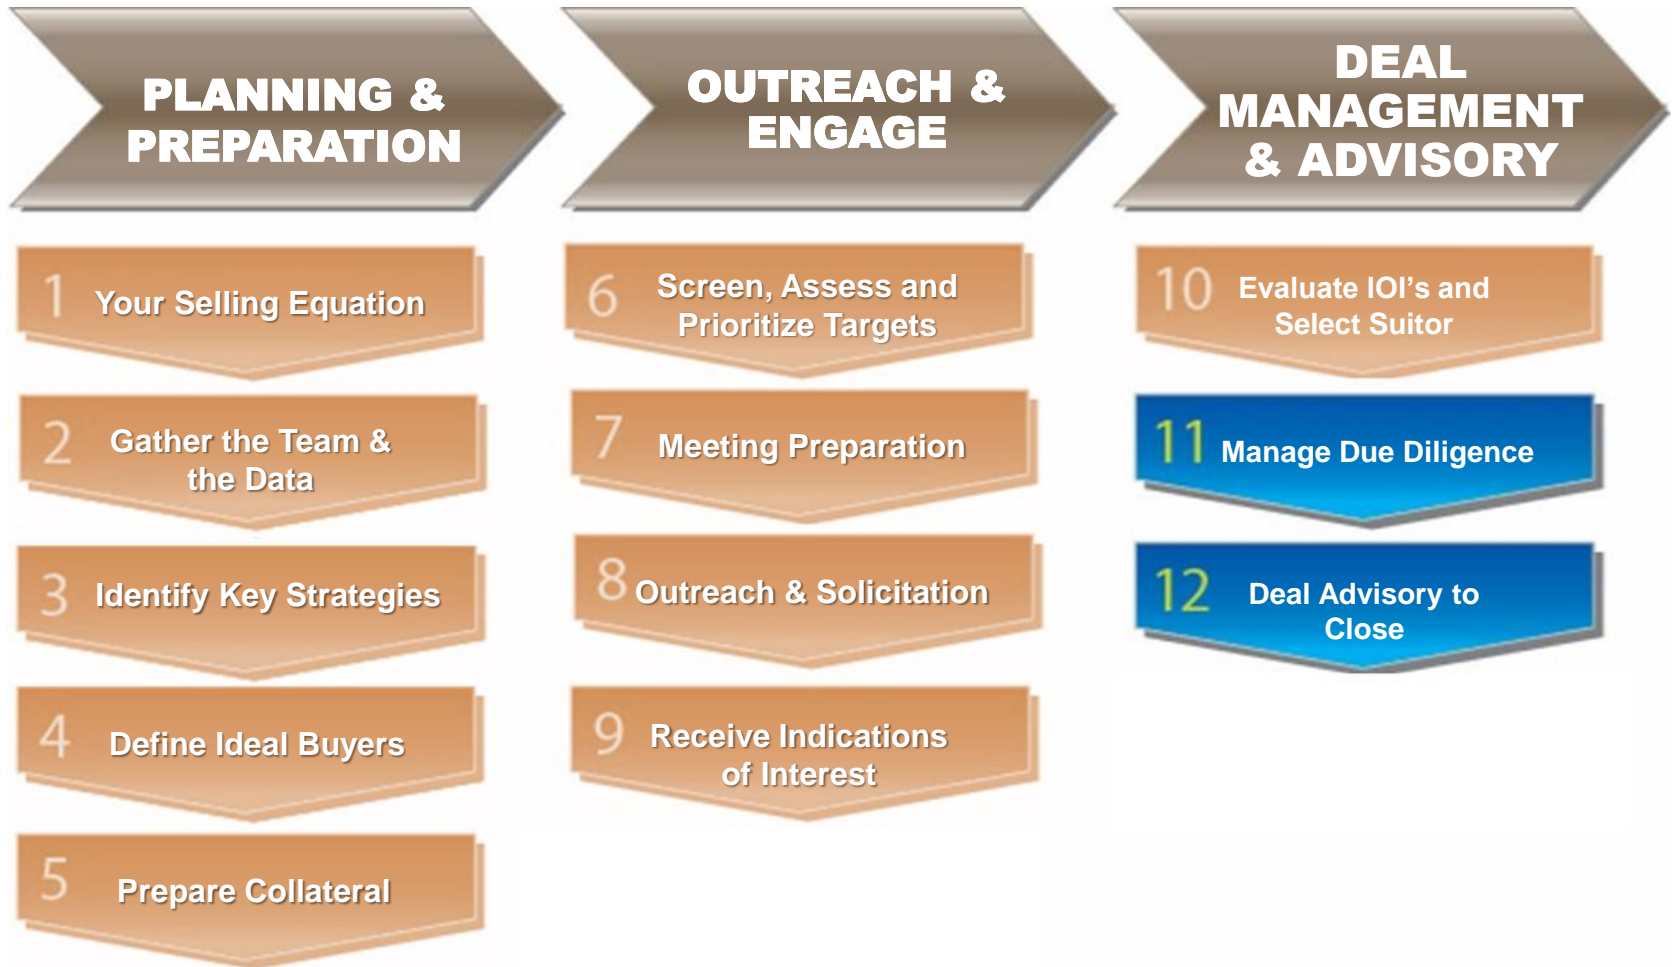 PLANNING &
PREPARATION
1
Your Selling Equation
2
Gather the Team &
the Data
3
Identify Key Strategies
4
Define Ideal Buyers
5
Prepare Collateral
OUTREACH &
ENGAGE
6
Screen, Assess and
Prioritize Targets
7
Meeting Preparation
8
Outreach & Solicitation
9
Receive Indications
of Interest
DEAL
MANAGEMENT
& ADVISORY
10
Evaluate IOI’s and
Select Suitor
11
Manage Due Diligence
12
Deal Advisory to
Close